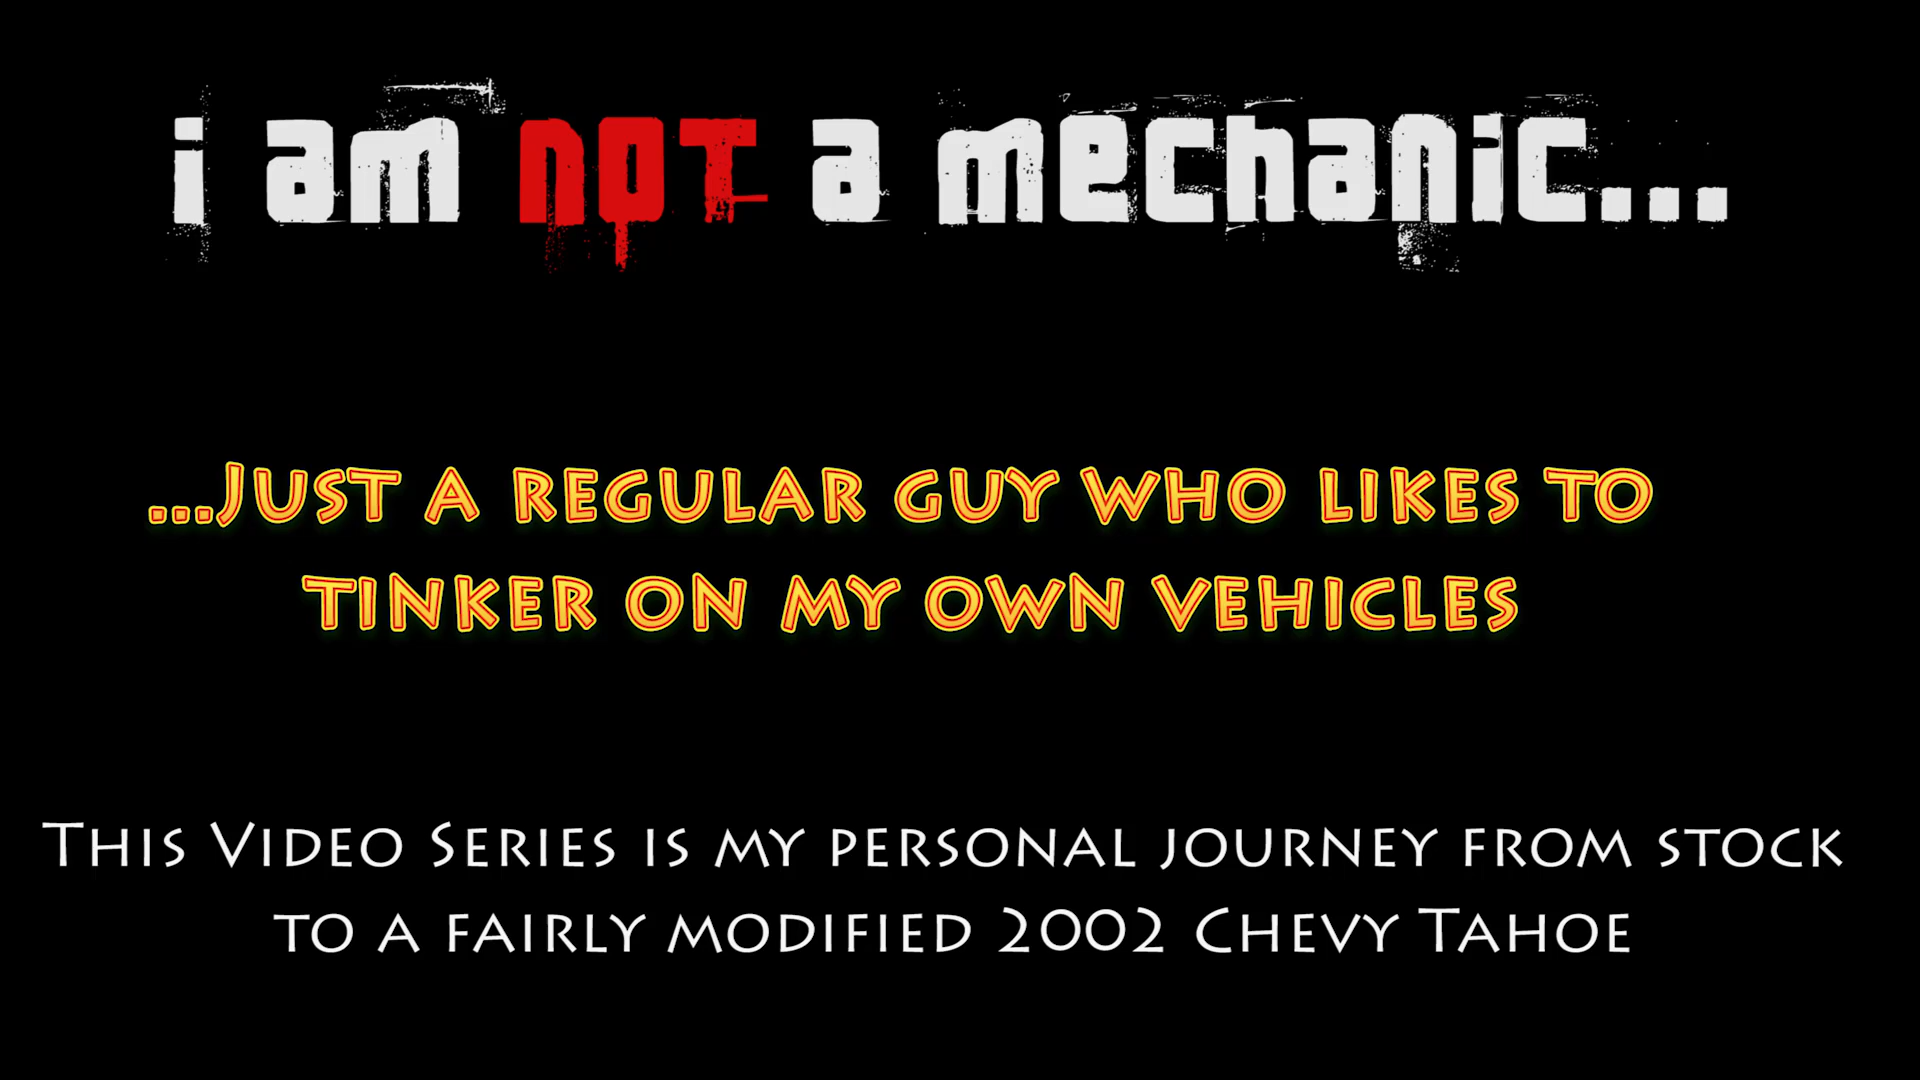 i am not a mechanic...
...Just a regular guy who likes to
tinker on my own vehicles
This Video Series is my personal journey from stock
to a fairly modified 2002 Chevy Tahoe